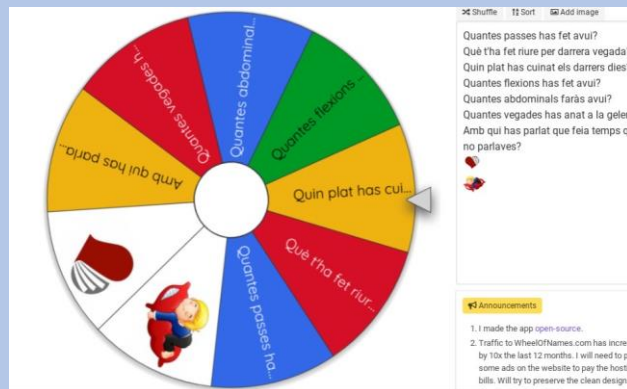 Shuffle Sort Add image
Quantes passes has fet avui?
Què t'ha fet riure per darrera vegada
Quin plat has cuinat els darrers dies
Quantes flexions has fet avui?
Quantes abdominals faràs avui?
Quantes vegades has anat a la
Amb qui has parlat que feia temps
no parlaves?
Quantes vegades h...
Quantes abdominal...
Quantes flexions ...
Quin plat has cui...
Què t'ha fet riur...
Quantes passes ha...
Amb qui has parla...
Announcements
1. I made the app open-source.
2. Traffic to WheelOfNames.com has
by 10x the last 12 months. I will need to
some ads on the website to pay the
bills. Will try to preserve the clean design